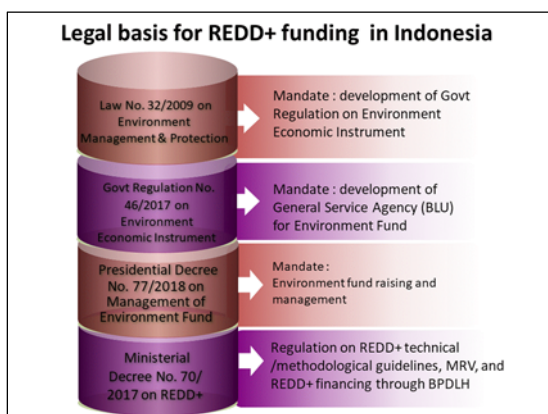 Legal basis for REDD+ funding in Indonesia
Law No. 32/2009 on
Environment
Management & Protection
Mandate : development of Govt
Regulation on Environment
Economic Instrument
Govt Regulation No.
46/2017 on
Environment
Economic Instrument
Mandate : development of
General Service Agency (BLU)
for Environment Fund
Presidential Decree
No. 77/2018 on
Management of
Environment Fund
Mandate :
Environment fund raising and
management
Ministerial
Decree No. 70/
2017 on REDD+
Regulation on REDD+ technical
/methodological guidelines, MRV, and
REDD+ financing through BPDLH